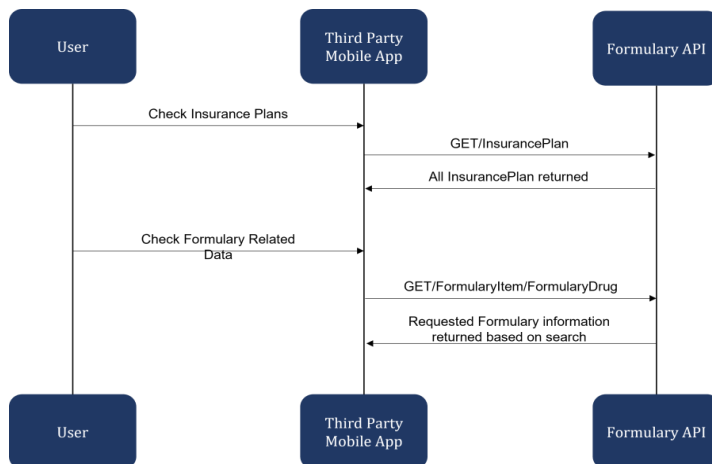 User
Third Party
Mobile App
Formulary API
Check Insurance Plans
GET/InsurancePlan
All InsurancePlan returned
Check Formulary Related
Data
GET/FormularyItem/FormularyDrug
Requested Formulary information
returned based on search
User
Third Party
Mobile App
Formulary API